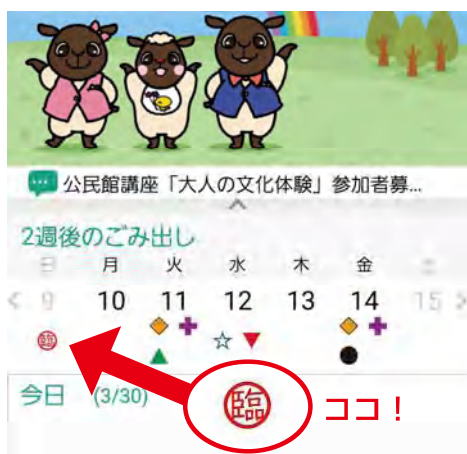 公民館講座「大人の文化体験」参加者募...
2週後のごみ出し
日 月 火 水 木 金 土
< 9 10 11 12 13 14 15 >
臨
今日 (3/30) 臨 ココ!